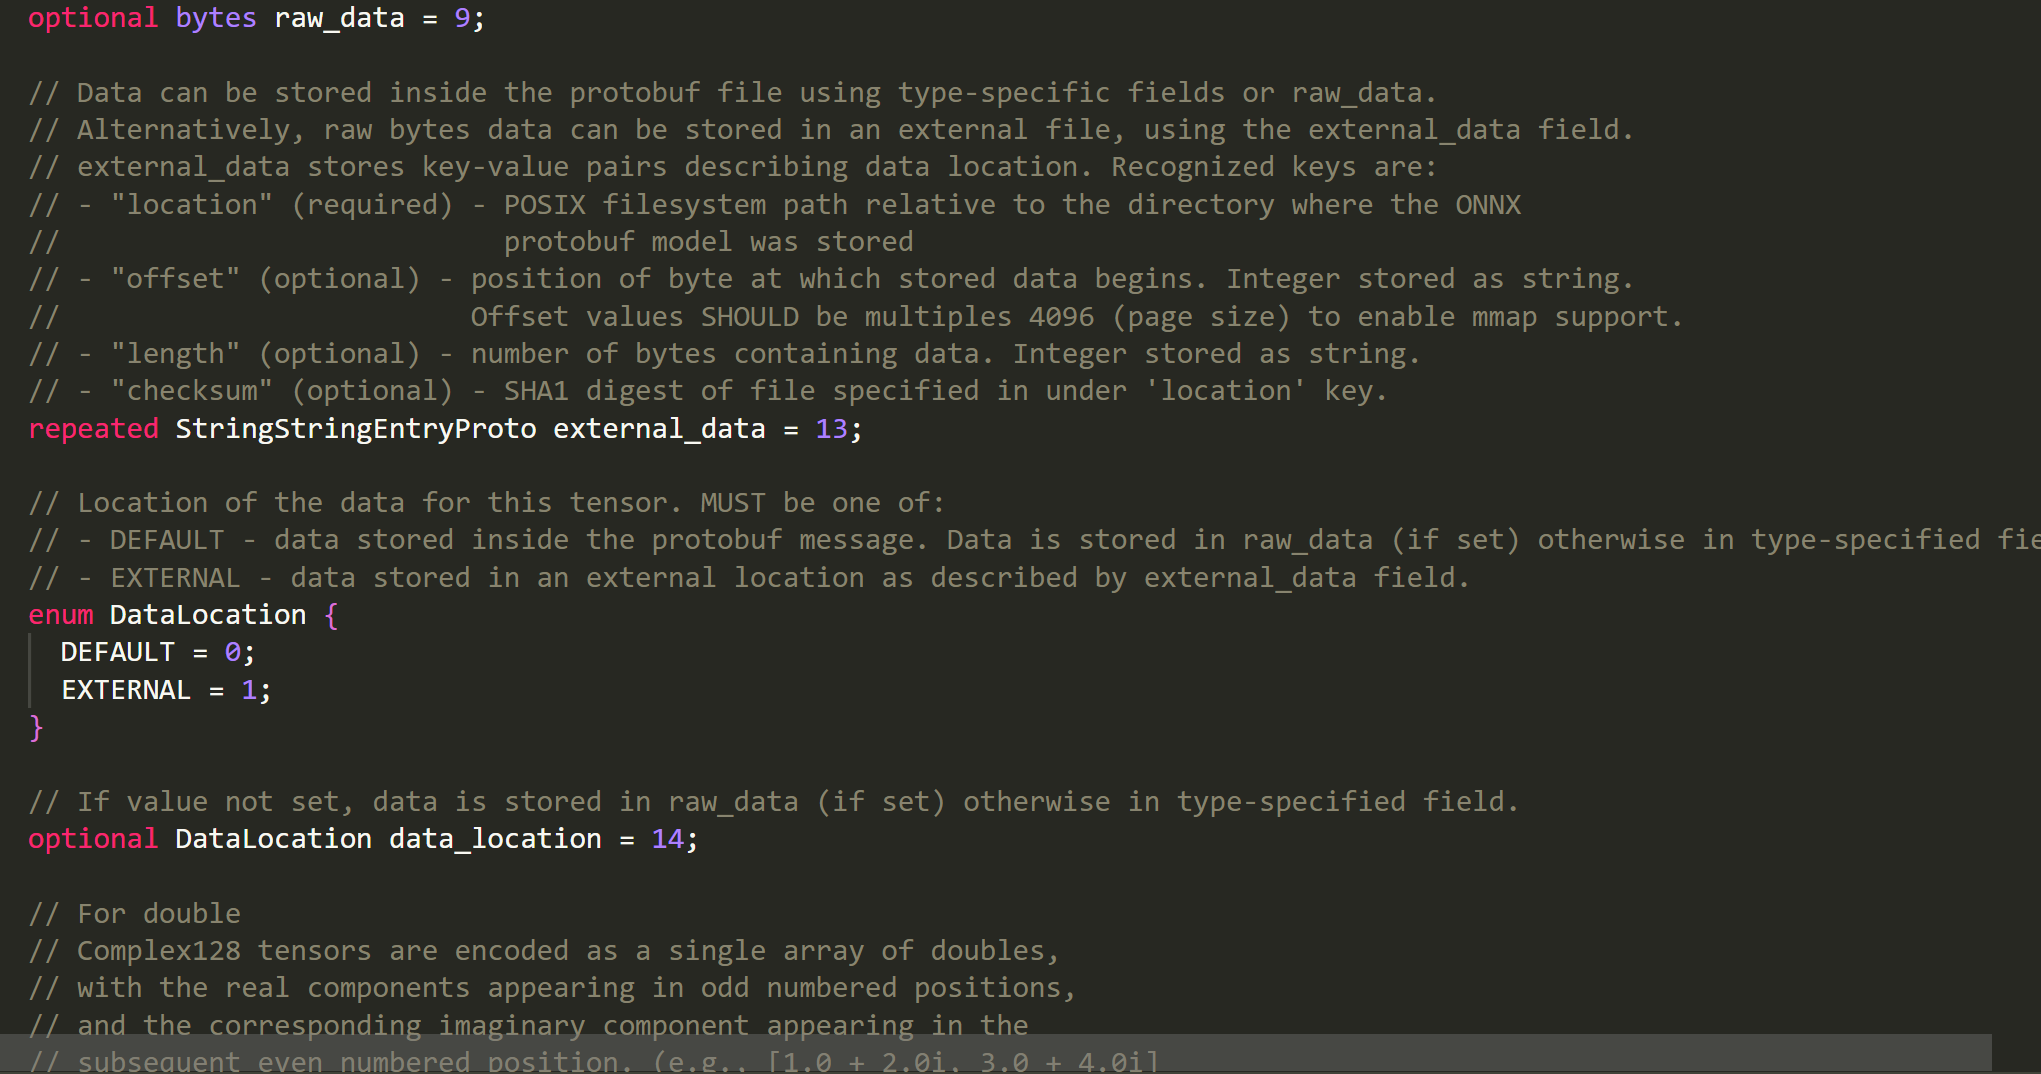 optional bytes raw_data = 9;
// Data can be stored inside the protobuf file using type-specific fields or raw_data.
// Alternatively, raw bytes data can be stored in an external file, using the external_data field.
// external_data stores key-value pairs describing data location. Recognized keys are:
// - "location" (required) - POSIX filesystem path relative to the directory where the ONNX
//                           protobuf model was stored
// - "offset" (optional) - position of byte at which stored data begins. Integer stored as string.
//                         Offset values SHOULD be multiples 4096 (page size) to enable mmap support.
// - "length" (optional) - number of bytes containing data. Integer stored as string.
// - "checksum" (optional) - SHA1 digest of file specified in under 'location' key.
repeated StringStringEntryProto external_data = 13;
// Location of the data for this tensor. MUST be one of:
// - DEFAULT - data stored inside the protobuf message. Data is stored in raw_data (if set) otherwise in type-specified fie
// - EXTERNAL - data stored in an external location as described by external_data field.
enum DataLocation {
  DEFAULT = 0;
  EXTERNAL = 1;
}
// If value not set, data is stored in raw_data (if set) otherwise in type-specified field.
optional DataLocation data_location = 14;
// For double
// Complex128 tensors are encoded as a single array of doubles,
// with the real components appearing in odd numbered positions,
// and the corresponding imaginary component appearing in the
// subsequent even numbered position. (e.g., [1.0 + 2.0i, 3.0 + 4.0i]